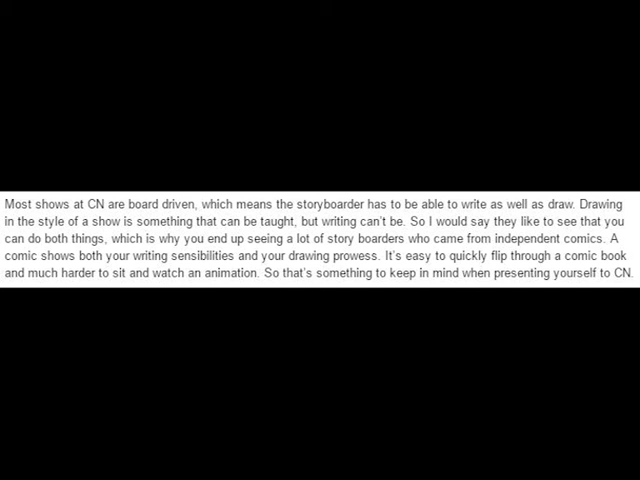 Most shows at CN are board driven, which means the storyboarder has to be able to write as well as draw. Drawing
in the style of a show is something that can be taught, but writing can't be. So I would say they like to see that you
can do both things, which is why you end up seeing a lot of story boarders who came from independent comics. A
comic shows both your writing sensibilities and your drawing prowess. It's easy to quickly flip through a comic book
and much harder to sit and watch an animation. So that's something to keep in mind when presenting yourself to CN.